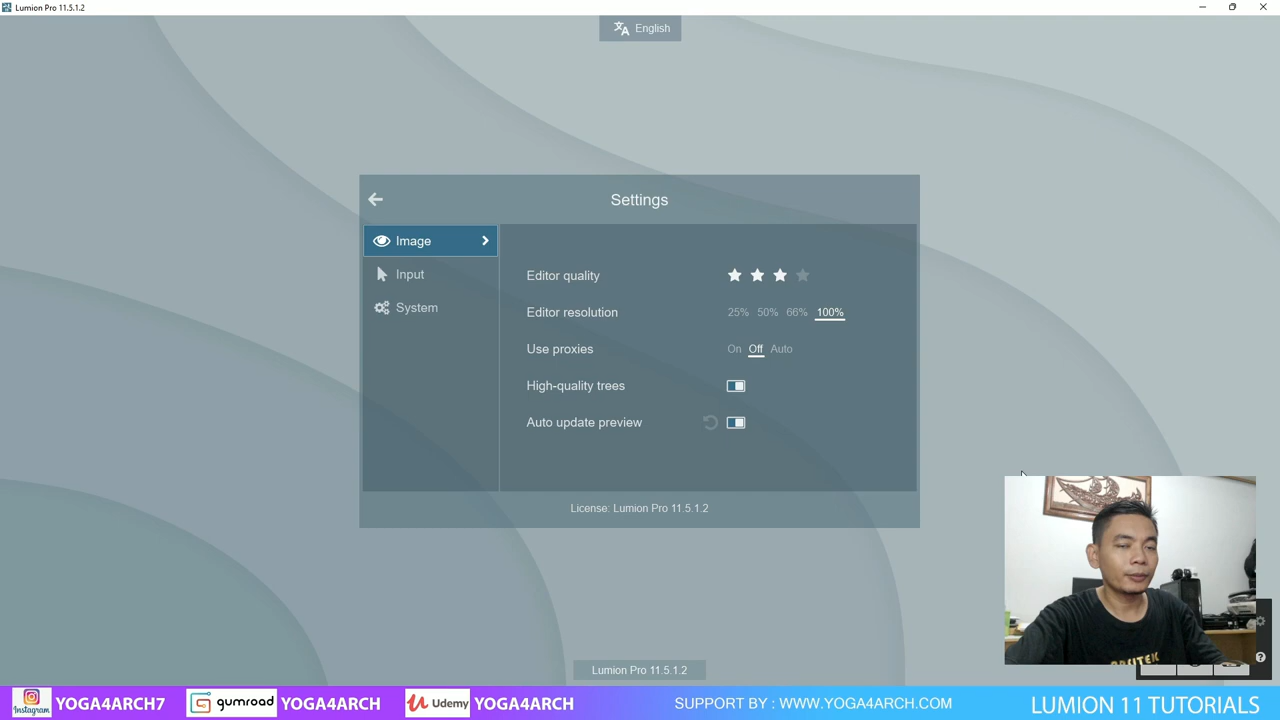 Lumion Pro 11.5.1.2
English
Settings
Image
Input
System
Editor quality
Editor resolution 25% 50% 66% 100%
Use proxies On Off Auto
High-quality trees
Auto update preview
License: Lumion Pro 11.5.1.2
Lumion Pro 11.5.1.2
Instagram YOGA4ARCH7 gumroad YOGA4ARCH Udemy YOGA4ARCH SUPPORT BY : WWW.YOGA4ARCH.COM LUMION 11 TUTORIALS